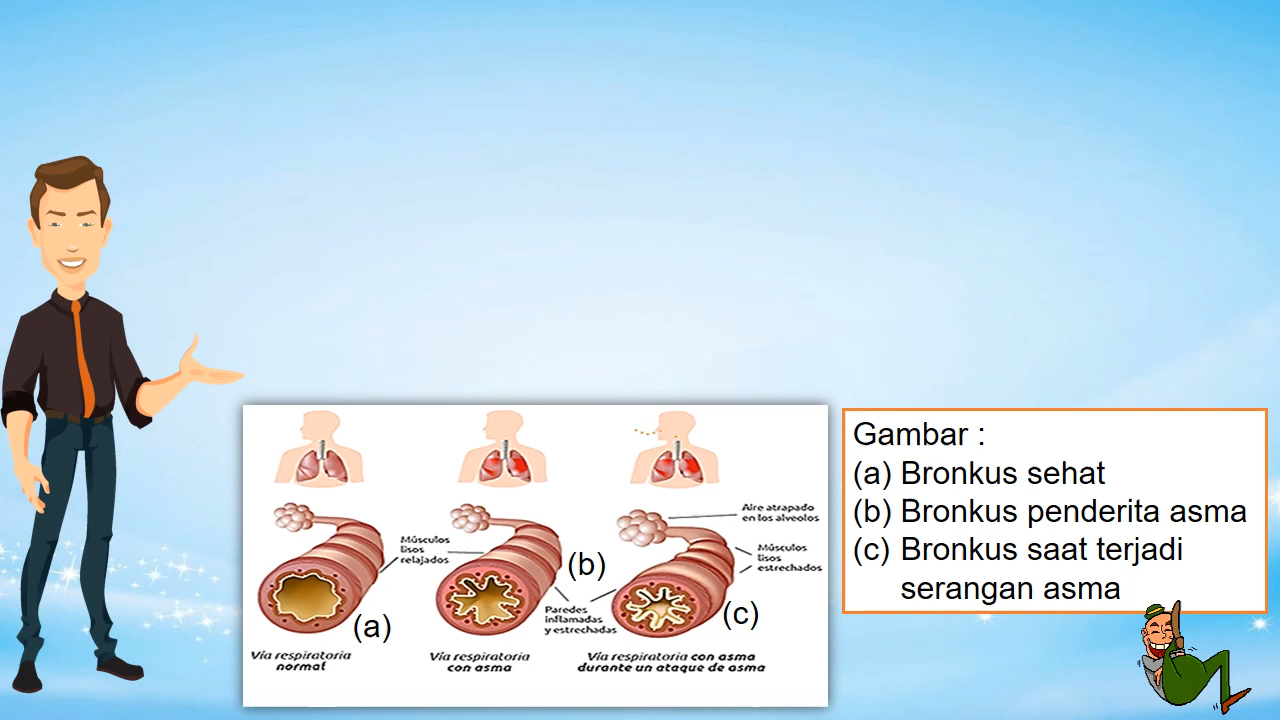 Aire atrapado
en los alveolos
Músculos
lisos
relajados
Músculos
lisos
estrechados
(b)
Paredes
inflamadas
y estrechadas
(a)
(c)
Vía respiratoria
normal
Vía respiratoria
con asma
Vía respiratoria con asma
durante un ataque de asma
Gambar :
(a) Bronkus sehat
(b) Bronkus penderita asma
(c) Bronkus saat terjadi
serangan asma